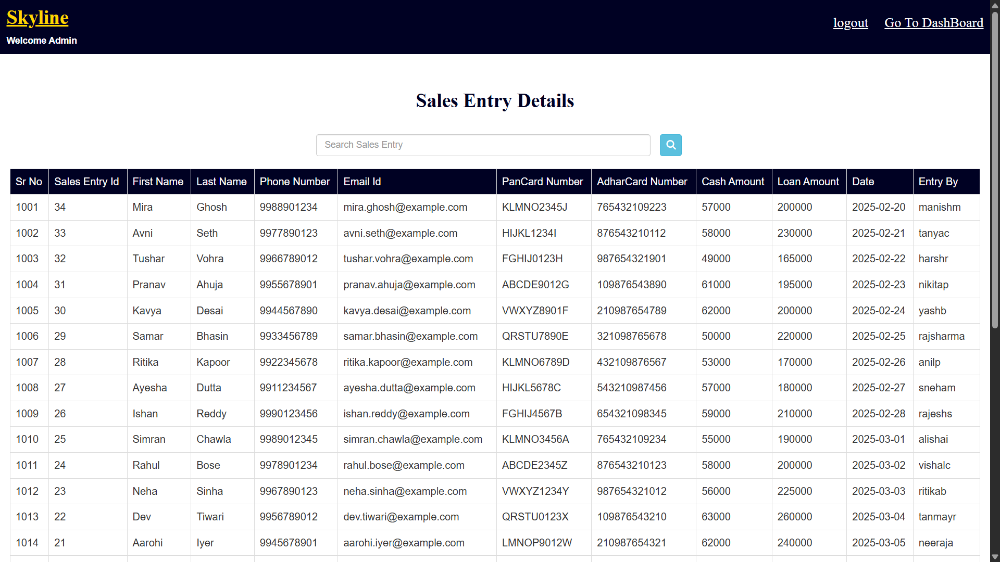 Skyline
Welcome Admin
logout Go To DashBoard
Sales Entry Details
Search Sales Entry
Sr No Sales Entry Id First Name Last Name Phone Number Email Id PanCard Number AdharCard Number Cash Amount Loan Amount Date Entry By
1001 34 Mira Ghosh 9988901234 mira.ghosh@example.com KLMNO2345J 765432109223 57000 200000 2025-02-20 manishm
1002 33 Avni Seth 9977890123 avni.seth@example.com HIJKL1234I 876543210112 58000 230000 2025-02-21 tanyac
1003 32 Tushar Vohra 9966789012 tushar.vohra@example.com FGHIJ0123H 987654321901 49000 165000 2025-02-22 harshr
1004 31 Pranav Ahuja 9955678901 pranav.ahuja@example.com ABCDE9012G 109876543890 61000 195000 2025-02-23 nikitap
1005 30 Kavya Desai 9944567890 kavya.desai@example.com VWXYZ8901F 210987654789 62000 200000 2025-02-24 yashb
1006 29 Samar Bhasin 9933456789 samar.bhasin@example.com QRSTU7890E 321098765678 50000 220000 2025-02-25 rajsharma
1007 28 Ritika Kapoor 9922345678 ritika.kapoor@example.com KLMNO6789D 432109876567 53000 170000 2025-02-26 anilp
1008 27 Ayesha Dutta 9911234567 ayesha.dutta@example.com HIJKL5678C 543210987456 57000 180000 2025-02-27 sneham
1009 26 Ishan Reddy 9990123456 ishan.reddy@example.com FGHIJ4567B 654321098345 59000 210000 2025-02-28 rajeshs
1010 25 Simran Chawla 9989012345 simran.chawla@example.com KLMNO3456A 765432109234 55000 190000 2025-03-01 alishai
1011 24 Rahul Bose 9978901234 rahul.bose@example.com ABCDE2345Z 876543210123 58000 200000 2025-03-02 vishalc
1012 23 Neha Sinha 9967890123 neha.sinha@example.com VWXYZ1234Y 987654321012 56000 225000 2025-03-03 ritikab
1013 22 Dev Tiwari 9956789012 dev.tiwari@example.com QRSTU0123X 109876543210 63000 260000 2025-03-04 tanmayr
1014 21 Aarohi Iyer 9945678901 aarohi.iyer@example.com LMNOP9012W 210987654321 62000 240000 2025-03-05 neeraja